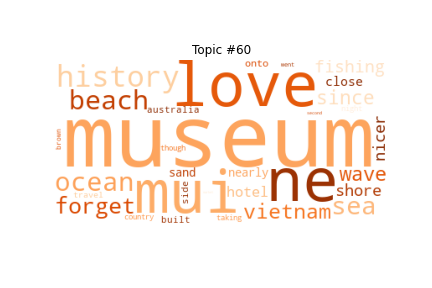 Topic #60
onto went
love fishing
history close
beach since
australia moved
museum
brown though nicer
sand nearly wave
ocean mui ne
side hotel shore
travel
forget vietnam sea
country built taking